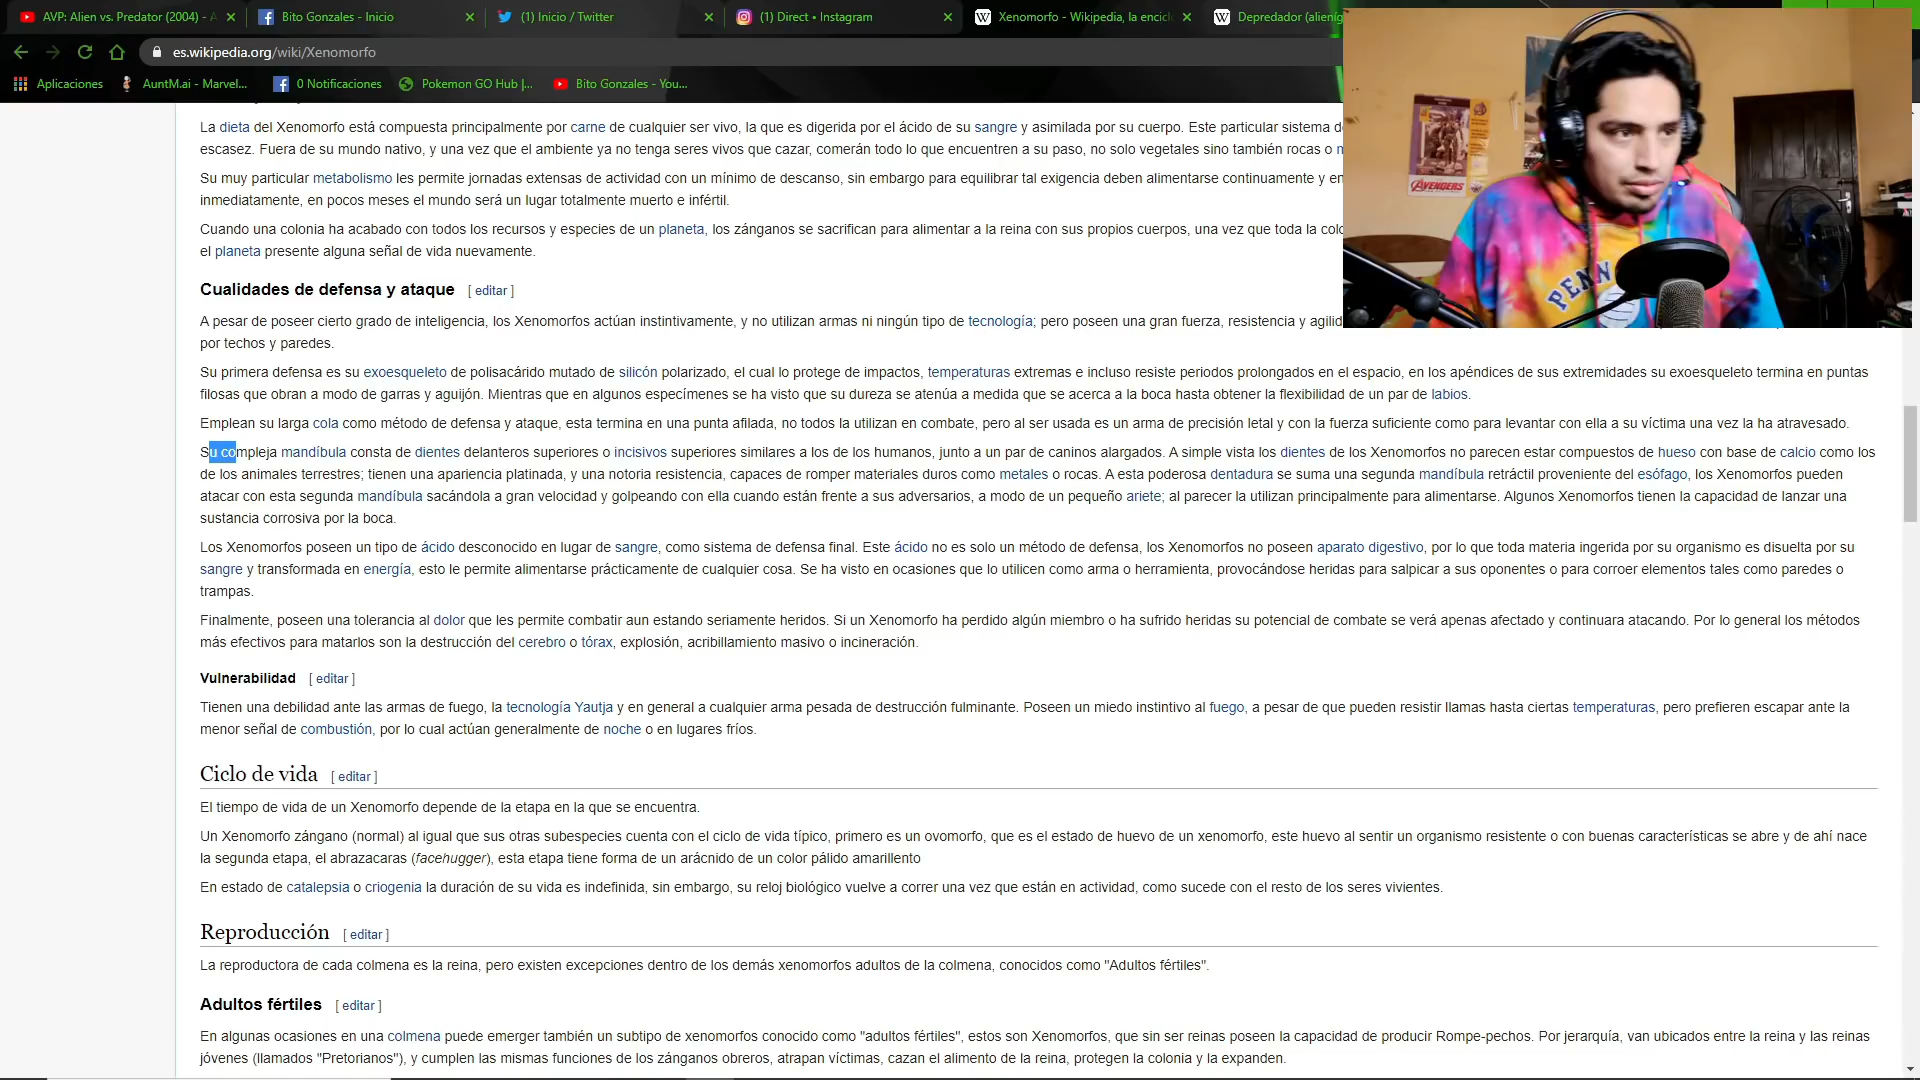 AVP: Alien vs. Predator (2004) - A
Bito Gonzales - Inicio
(1) Inicio / Twitter
(1) Direct • Instagram
Xenomorfo - Wikipedia, la encicl
Depredador (alieníg
es.wikipedia.org/wiki/Xenomorfo
Aplicaciones
AuntM.ai - Marvel...
0 Notificaciones
Pokemon GO Hub |...
Bito Gonzales - You...
La dieta del Xenomorfo está compuesta principalmente por carne de cualquier ser vivo, la que es digerida por el ácido de su sangre y asimilada por su cuerpo. Este particular sistema d
escasez. Fuera de su mundo nativo, y una vez que el ambiente ya no tenga seres vivos que cazar, comerán todo lo que encuentren a su paso, no solo vegetales sino también rocas o
Su muy particular metabolismo les permite jornadas extensas de actividad con un mínimo de descanso, sin embargo para equilibrar tal exigencia deben alimentarse continuamente y en
inmediatamente, en pocos meses el mundo será un lugar totalmente muerto e infértil.
Cuando una colonia ha acabado con todos los recursos y especies de un planeta, los zánganos se sacrifican para alimentar a la reina con sus propios cuerpos, una vez que toda la colo
el planeta presente alguna señal de vida nuevamente.
Cualidades de defensa y ataque [ editar ]
A pesar de poseer cierto grado de inteligencia, los Xenomorfos actúan instintivamente, y no utilizan armas ni ningún tipo de tecnología; pero poseen una gran fuerza, resistencia y agilid
por techos y paredes.
Su primera defensa es su exoesqueleto de polisacárido mutado de silicón polarizado, el cual lo protege de impactos, temperaturas extremas e incluso resiste periodos prolongados en el espacio, en los apéndices de sus extremidades su exoesqueleto termina en puntas
filosas que obran a modo de garras y aguijón. Mientras que en algunos especímenes se ha visto que su dureza se atenúa a medida que se acerca a la boca hasta obtener la flexibilidad de un par de labios.
Emplean su larga cola como método de defensa y ataque, esta termina en una punta afilada, no todos la utilizan en combate, pero al ser usada es un arma de precisión letal y con la fuerza suficiente como para levantar con ella a su víctima una vez la ha atravesado.
Su compleja mandíbula consta de dientes delanteros superiores o incisivos superiores similares a los de los humanos, junto a un par de caninos alargados. A simple vista los dientes de los Xenomorfos no parecen estar compuestos de hueso con base de calcio como los
de los animales terrestres; tienen una apariencia platinada, y una notoria resistencia, capaces de romper materiales duros como metales o rocas. A esta poderosa dentadura se suma una segunda mandíbula retráctil proveniente del esófago, los Xenomorfos pueden
atacar con esta segunda mandíbula sacándola a gran velocidad y golpeando con ella cuando están frente a sus adversarios, a modo de un pequeño ariete; al parecer la utilizan principalmente para alimentarse. Algunos Xenomorfos tienen la capacidad de lanzar una
sustancia corrosiva por la boca.
Los Xenomorfos poseen un tipo de ácido desconocido en lugar de sangre, como sistema de defensa final. Este ácido no es solo un método de defensa, los Xenomorfos no poseen aparato digestivo, por lo que toda materia ingerida por su organismo es disuelta por su
sangre y transformada en energía, esto le permite alimentarse prácticamente de cualquier cosa. Se ha visto en ocasiones que lo utilicen como arma o herramienta, provocándose heridas para salpicar a sus oponentes o para corroer elementos tales como paredes o
trampas.
Finalmente, poseen una tolerancia al dolor que les permite combatir aun estando seriamente heridos. Si un Xenomorfo ha perdido algún miembro o ha sufrido heridas su potencial de combate se verá apenas afectado y continuara atacando. Por lo general los métodos
más efectivos para matarlos son la destrucción del cerebro o tórax, explosión, acribillamiento masivo o incineración.
Vulnerabilidad [ editar ]
Tienen una debilidad ante las armas de fuego, la tecnología Yautja y en general a cualquier arma pesada de destrucción fulminante. Poseen un miedo instintivo al fuego, a pesar de que pueden resistir llamas hasta ciertas temperaturas, pero prefieren escapar ante la
menor señal de combustión, por lo cual actúan generalmente de noche o en lugares fríos.
Ciclo de vida [ editar ]
El tiempo de vida de un Xenomorfo depende de la etapa en la que se encuentra.
Un Xenomorfo zángano (normal) al igual que sus otras subespecies cuenta con el ciclo de vida típico, primero es un ovomorfo, que es el estado de huevo de un xenomorfo, este huevo al sentir un organismo resistente o con buenas características se abre y de ahí nace
la segunda etapa, el abrazacaras (facehugger), esta etapa tiene forma de un arácnido de un color pálido amarillento
En estado de catalepsia o criogenia la duración de su vida es indefinida, sin embargo, su reloj biológico vuelve a correr una vez que están en actividad, como sucede con el resto de los seres vivientes.
Reproducción [ editar ]
La reproductora de cada colmena es la reina, pero existen excepciones dentro de los demás xenomorfos adultos de la colmena, conocidos como "Adultos fértiles".
Adultos fértiles [ editar ]
En algunas ocasiones en una colmena puede emerger también un subtipo de xenomorfos conocido como "adultos fértiles", estos son Xenomorfos, que sin ser reinas poseen la capacidad de producir Rompe-pechos. Por jerarquía, van ubicados entre la reina y las reinas
jóvenes (llamados "Pretorianos"), y cumplen las mismas funciones de los zánganos obreros, atrapan víctimas, cazan el alimento de la reina, protegen la colonia y la expanden.
AVENGERS
PENN